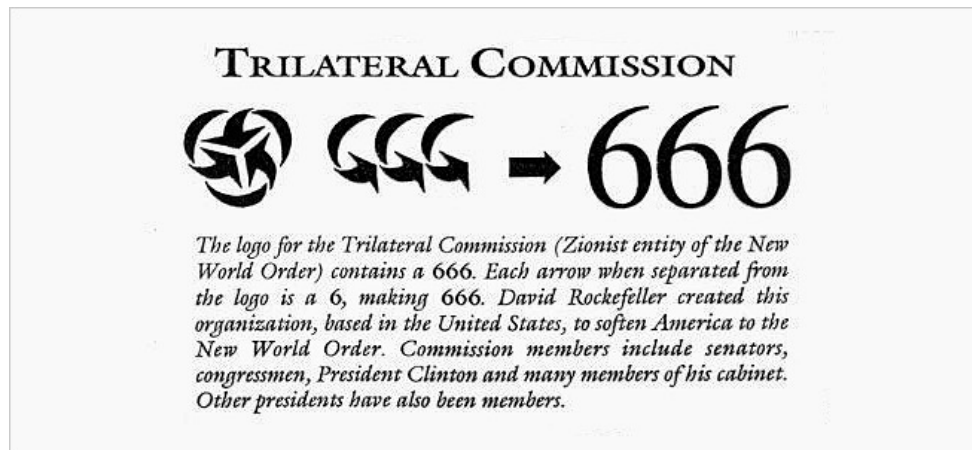 TRILATERAL COMMISSION
666 666
The logo for the Trilateral Commission (Zionist entity of the New
World Order) contains a 666. Each arrow when separated from
the logo is a 6, making 666. David Rockefeller created this
organization, based in the United States, to soften America to the
New World Order. Commission members include senators,
congressmen, President Clinton and many members of his cabinet.
Other presidents have also been members.